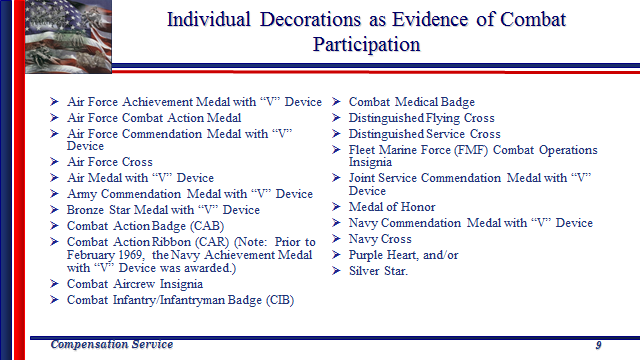 Individual Decorations as Evidence of Combat
Participation
➢ Air Force Achievement Medal with “V” Device
➢ Air Force Combat Action Medal
➢ Air Force Commendation Medal with “V”
Device
➢ Air Force Cross
➢ Air Medal with “V” Device
➢ Army Commendation Medal with “V” Device
➢ Bronze Star Medal with “V” Device
➢ Combat Action Badge (CAB)
➢ Combat Action Ribbon (CAR) (Note: Prior to
February 1969, the Navy Achievement Medal
with “V” Device was awarded.)
➢ Combat Aircrew Insignia
➢ Combat Infantry/Infantryman Badge (CIB)
➢ Combat Medical Badge
➢ Distinguished Flying Cross
➢ Distinguished Service Cross
➢ Fleet Marine Force (FMF) Combat Operations
Insignia
➢ Joint Service Commendation Medal with “V”
Device
➢ Medal of Honor
➢ Navy Commendation Medal with “V” Device
➢ Navy Cross
➢ Purple Heart, and/or
➢ Silver Star.
Compensation Service
9